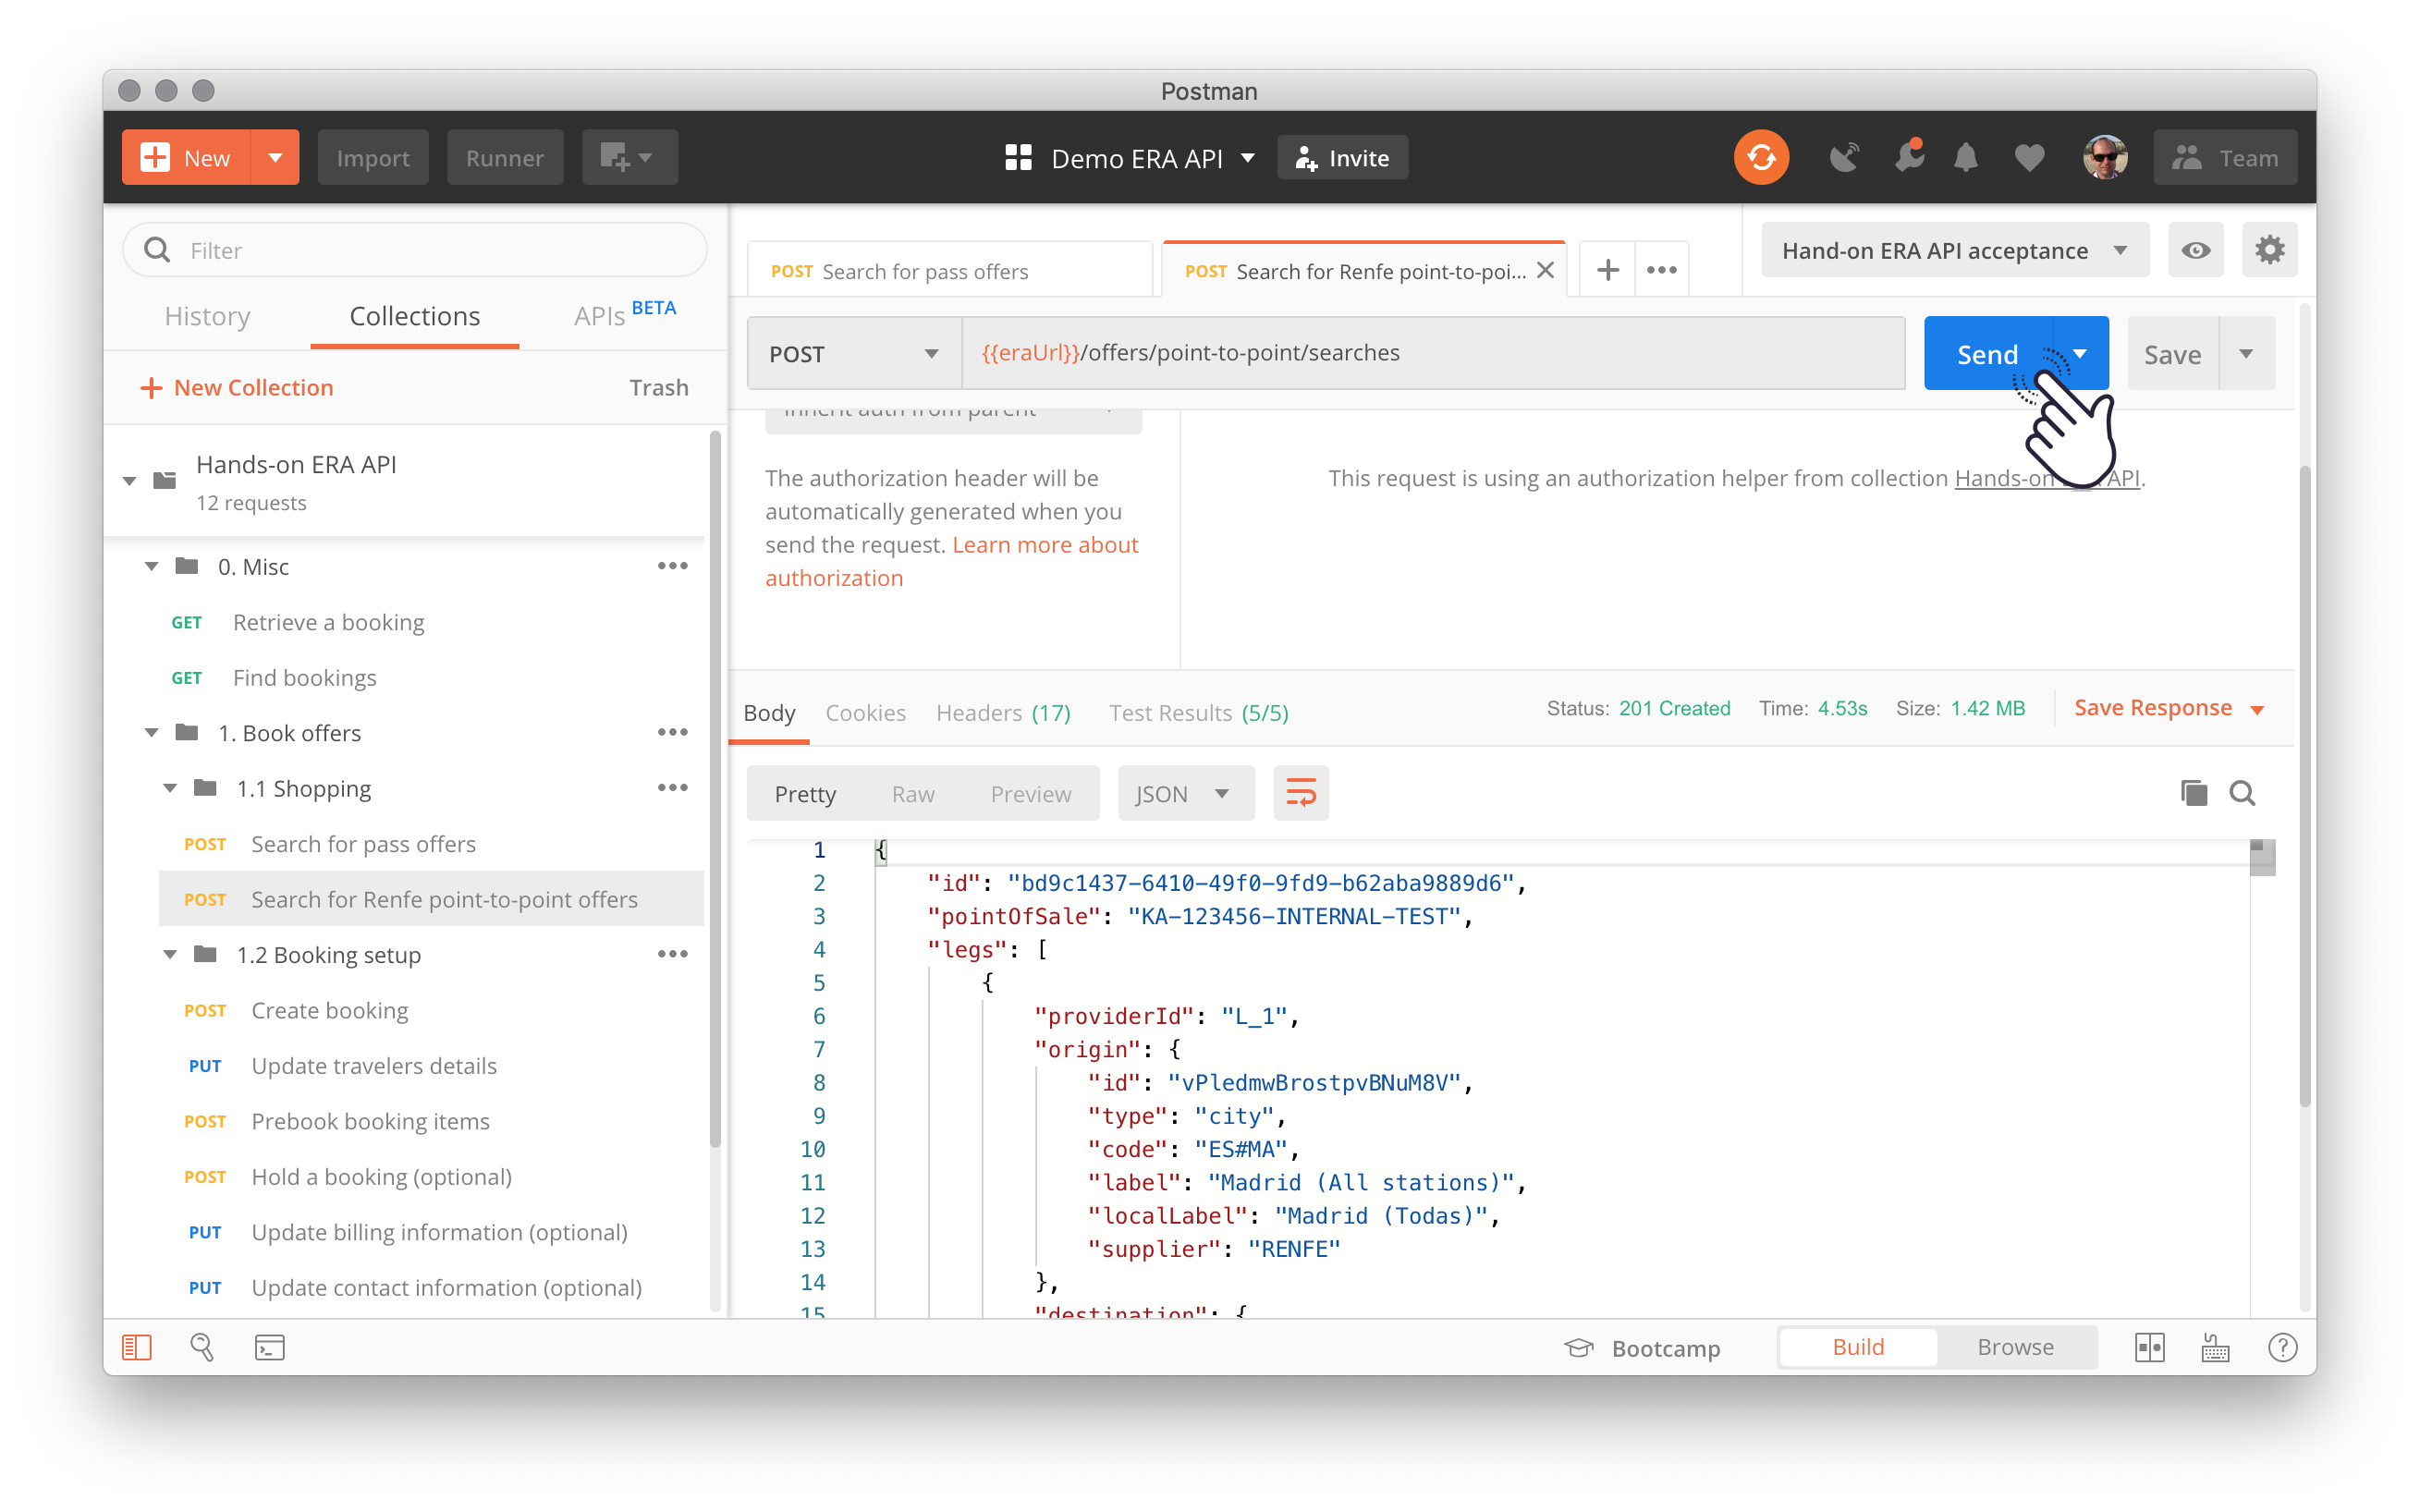 Postman
New
Import
Runner
Demo ERA API
Invite
Team
Filter
History
Collections
APIs BETA
New Collection
Trash
Hands-on ERA API
12 requests
0. Misc
GET Retrieve a booking
GET Find bookings
1. Book offers
1.1 Shopping
POST Search for pass offers
POST Search for Renfe point-to-point offers
1.2 Booking setup
POST Create booking
PUT Update travelers details
POST Prebook booking items
POST Hold a booking (optional)
PUT Update billing information (optional)
PUT Update contact information (optional)
POST Search for pass offers
POST Search for Renfe point-to-poi...
Hand-on ERA API acceptance
POST
{{eraUrl}}/offers/point-to-point/searches
Send
Save
Inherit auth from parent
The authorization header will be
automatically generated when you
send the request. Learn more about
authorization
This request is using an authorization helper from collection Hands-on API.
Body
Cookies
Headers (17)
Test Results (5/5)
Status: 201 Created
Time: 4.53s
Size: 1.42 MB
Save Response
Pretty
Raw
Preview
JSON
1 {
2 "id": "bd9c1437-6410-49f0-9fd9-b62aba9889d6",
3 "pointOfSale": "KA-123456-INTERNAL-TEST",
4 "legs": [
5 {
6 "providerId": "L_1",
7 "origin": {
8 "id": "vPledmwBrostpvBNuM8V",
9 "type": "city",
10 "code": "ES#MA",
11 "label": "Madrid (All stations)",
12 "localLabel": "Madrid (Todas)",
13 "supplier": "RENFE"
14 },
15 "destination": {
Bootcamp
Build
Browse